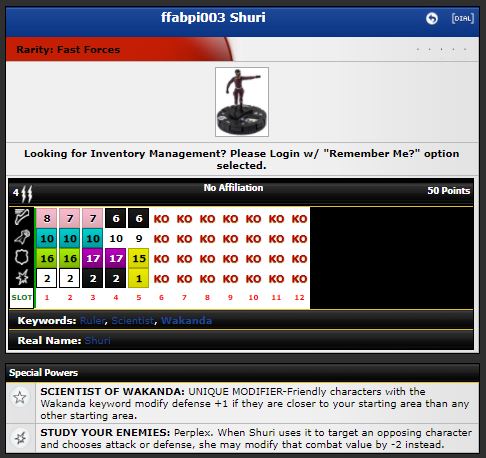 ffabpi003 Shuri
[DIAL]
Rarity: Fast Forces
Looking for Inventory Management? Please Login w/ "Remember Me?" option
selected.
4 No Affiliation 50 Points
8 7 7 6 6 KO KO KO KO KO KO KO
10 10 10 10 9 KO KO KO KO KO KO KO
16 16 17 17 15 KO KO KO KO KO KO KO
2 2 2 2 1 KO KO KO KO KO KO KO
SLOT 1 2 3 4 5 6 7 8 9 10 11 12
Keywords: Ruler, Scientist, Wakanda
Real Name: Shuri
Special Powers
SCIENTIST OF WAKANDA: UNIQUE MODIFIER-Friendly characters with the
Wakanda keyword modify defense +1 if they are closer to your starting area than any
other starting area.
STUDY YOUR ENEMIES: Perplex. When Shuri uses it to target an opposing character
and chooses attack or defense, she may modify that combat value by -2 instead.